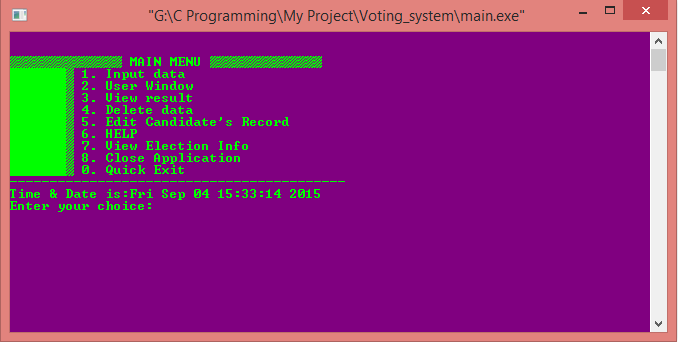 "G:\C Programming\My Project\Voting_system\main.exe"
MAIN MENU
1. Input data
2. User Window
3. View result
4. Delete data
5. Edit Candidate's Record
6. HELP
7. View Election Info
8. Close Application
0. Quick Exit
Time & Date is:Fri Sep 04 15:33:14 2015
Enter your choice: